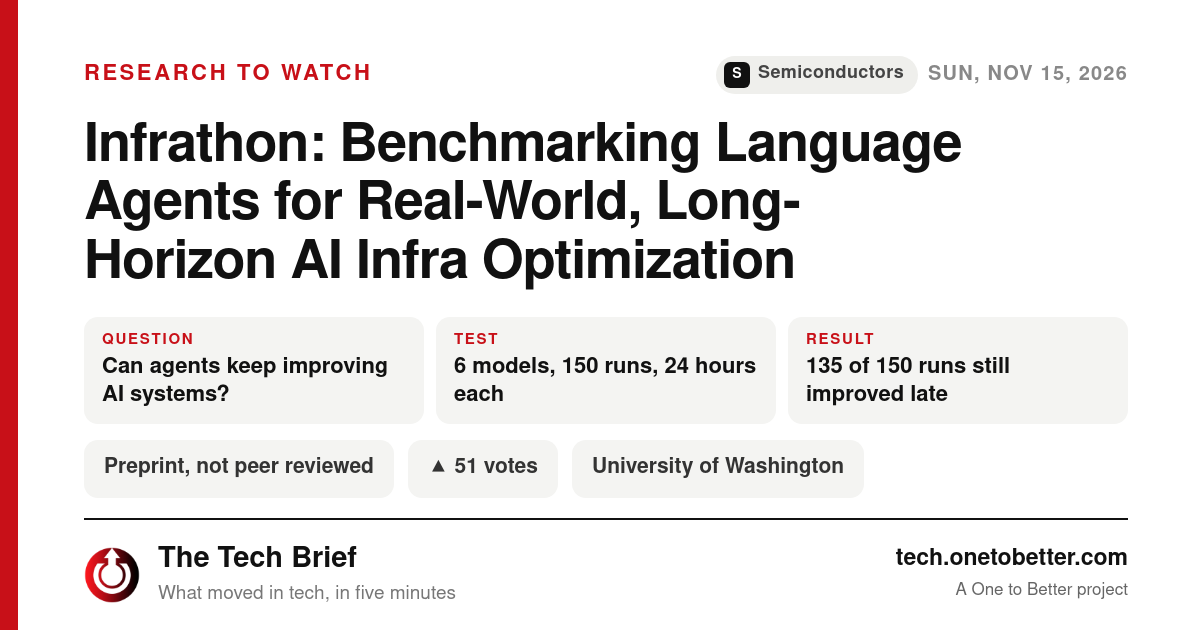 RESEARCH TO WATCH
S Semiconductors SUN, NOV 15, 2026
Infrathon: Benchmarking Language
Agents for Real-World, Long-
Horizon AI Infra Optimization
QUESTION
Can agents keep improving
AI systems?
TEST
6 models, 150 runs, 24 hours
each
RESULT
135 of 150 runs still
improved late
Preprint, not peer reviewed
▲ 51 votes
University of Washington
The Tech Brief
What moved in tech, in five minutes
tech.onetobetter.com
A One to Better project